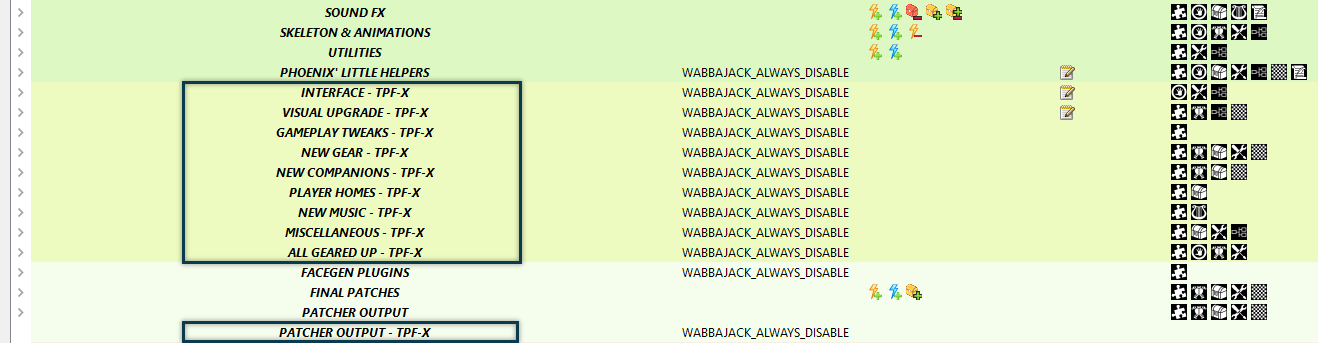 SOUND FX
SKELETON & ANIMATIONS
UTILITIES
PHOENIX' LITTLE HELPERS WABBAJACK_ALWAYS_DISABLE
INTERFACE - TPF-X WABBAJACK_ALWAYS_DISABLE
VISUAL UPGRADE - TPF-X WABBAJACK_ALWAYS_DISABLE
GAMEPLAY TWEAKS - TPF-X WABBAJACK_ALWAYS_DISABLE
NEW GEAR - TPF-X WABBAJACK_ALWAYS_DISABLE
NEW COMPANIONS - TPF-X WABBAJACK_ALWAYS_DISABLE
PLAYER HOMES - TPF-X WABBAJACK_ALWAYS_DISABLE
NEW MUSIC - TPF-X WABBAJACK_ALWAYS_DISABLE
MISCELLANEOUS - TPF-X WABBAJACK_ALWAYS_DISABLE
ALL GEARED UP - TPF-X WABBAJACK_ALWAYS_DISABLE
FACEGEN PLUGINS WABBAJACK_ALWAYS_DISABLE
FINAL PATCHES
PATCHER OUTPUT
PATCHER OUTPUT - TPF-X WABBAJACK_ALWAYS_DISABLE